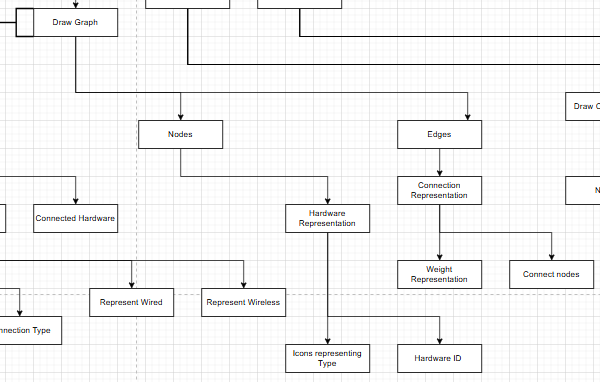 Draw Graph
Draw C
Nodes
Edges
Connection
Representation
N
Connected Hardware
Hardware
Representation
Weight
Representation
Connect nodes
Represent Wired
Represent Wireless
nnection Type
Icons representing
Type
Hardware ID